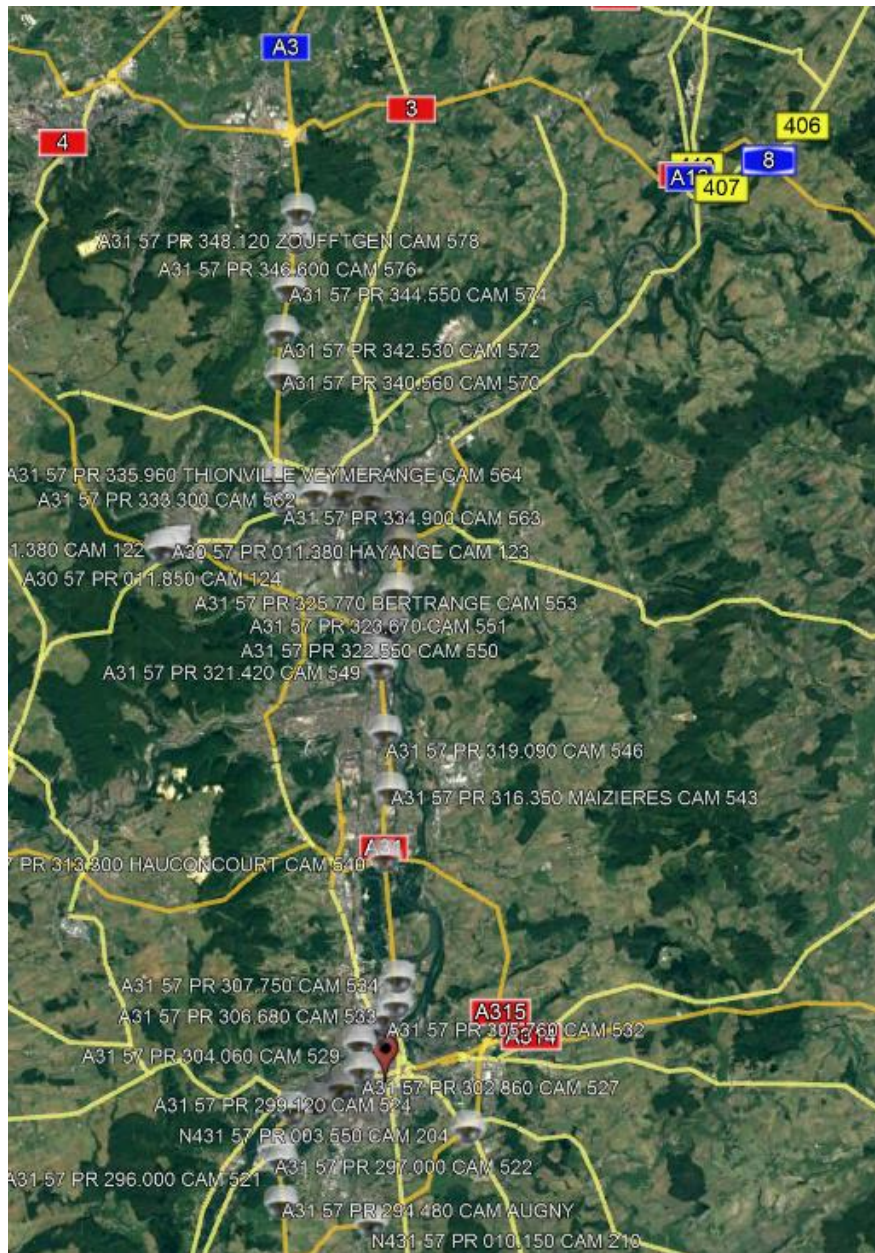 A3
3
4
406
8
A13
407
A31 57 PR 348.120 ZOUFFTGEN CAM 578
A31 57 PR 346.600 CAM 576
A31 57 PR 344.550 CAM 574
A31 57 PR 342.530 CAM 572
A31 57 PR 340.560 CAM 570
A31 57 PR 335.960 THIONVILLE VEYMERANGE CAM 564
A31 57 PR 333.300 CAM 562
A31 57 PR 334.900 CAM 563
1.380 CAM 122
A30 57 PR 011.380 HAYANGE CAM 123
A30 57 PR 011.850 CAM 124
A31 57 PR 325.770 BERTRANGE CAM 553
A31 57 PR 323.670 CAM 551
A31 57 PR 322.550 CAM 550
A31 57 PR 321.420 CAM 549
A31 57 PR 319.090 CAM 546
A31 57 PR 316.350 MAIZIERES CAM 543
A31
7 PR 313.300 HAUCONCOURT CAM 540
A31 57 PR 307.750 CAM 534
A315
A31 57 PR 306.680 CAM 533
A31 57 PR 305.760 CAM 532
A314
A31 57 PR 304.060 CAM 529
A31 57 PR 302.860 CAM 527
A31 57 PR 299.120 CAM 524
N431 57 PR 003.550 CAM 204
A31 57 PR 297.000 CAM 522
A31 57 PR 296.000 CAM 521
A31 57 PR 294.480 CAM AUGNY
N431 57 PR 010.150 CAM 210